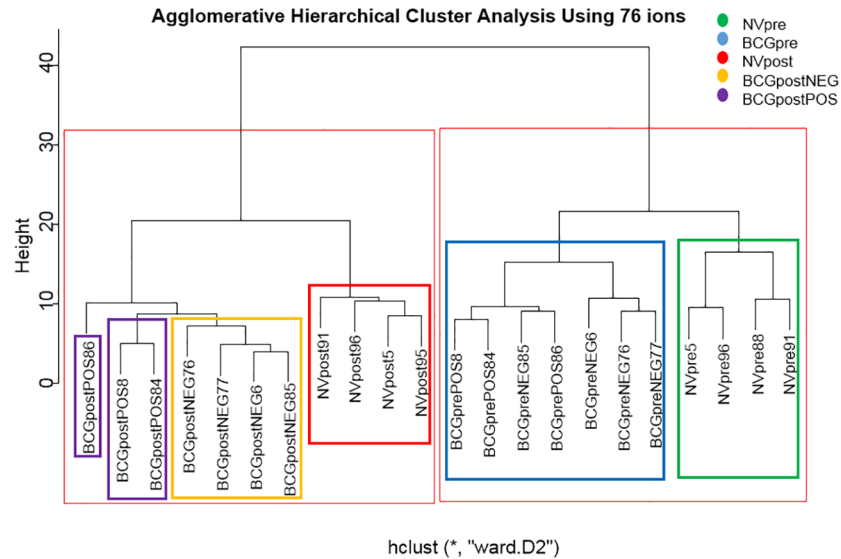 Agglomerative Hierarchical Cluster Analysis Using 76 ions
NVpre
BCGpre
NVpost
BCGpostNEG
BCGpostPOS
Height
40
30
20
10
0
BCGpostPOS86
BCGpostPOS8
BCGpostPOS84
BCGpostNEG76
BCGpostNEG77
BCGpostNEG6
BCGpostNEG85
NVpost91
NVpost96
NVpost5
NVpost95
BCGprePOS8
BCGprePOS84
BCGpreNEG85
BCGprePOS86
BCGpreNEG6
BCGpreNEG76
BCGpreNEG77
NVpre5
NVpre96
NVpre88
NVpre91
hclust (*, "ward.D2")